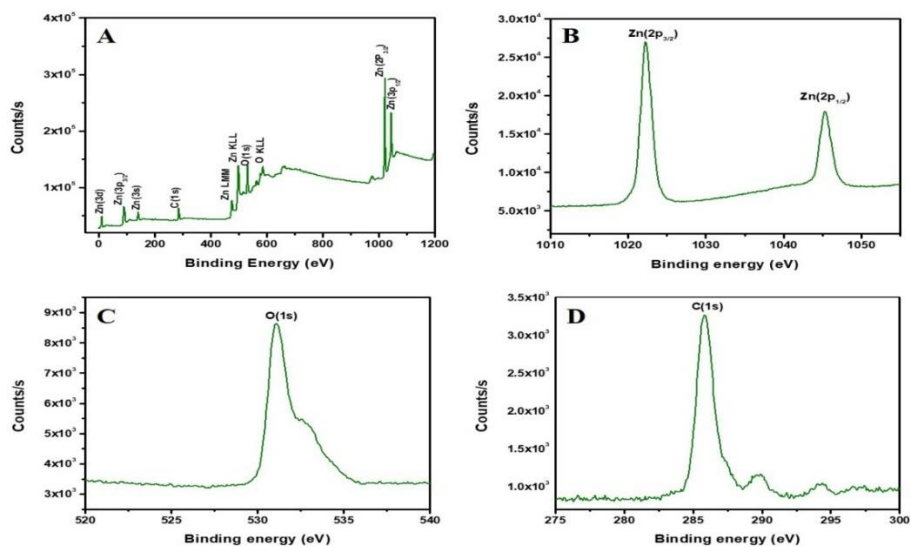 A
4x10⁵
3x10⁵
2x10⁵
1x10⁵
Counts/s
Zn(3d)
Zn(3p3/2)
Zn(3s)
C(1s)
Zn LMM
Zn KLL
O(1s)
O KLL
Zn(2P3/2)
Zn(3p1/2)
0 200 400 600 800 1000 1200
Binding Energy (eV)
B
3.0x10⁴
2.5x10⁴
2.0x10⁴
1.5x10⁴
1.0x10⁴
5.0x10³
Counts/s
Zn(2p3/2)
Zn(2p1/2)
1010 1020 1030 1040 1050
Binding energy (eV)
C
9x10³
8x10³
7x10³
6x10³
5x10³
4x10³
3x10³
Counts/s
O(1s)
520 525 530 535 540
Binding energy (eV)
D
3.5x10³
3.0x10³
2.5x10³
2.0x10³
1.5x10³
1.0x10³
Counts/s
C(1s)
275 280 285 290 295 300
Binding energy (eV)